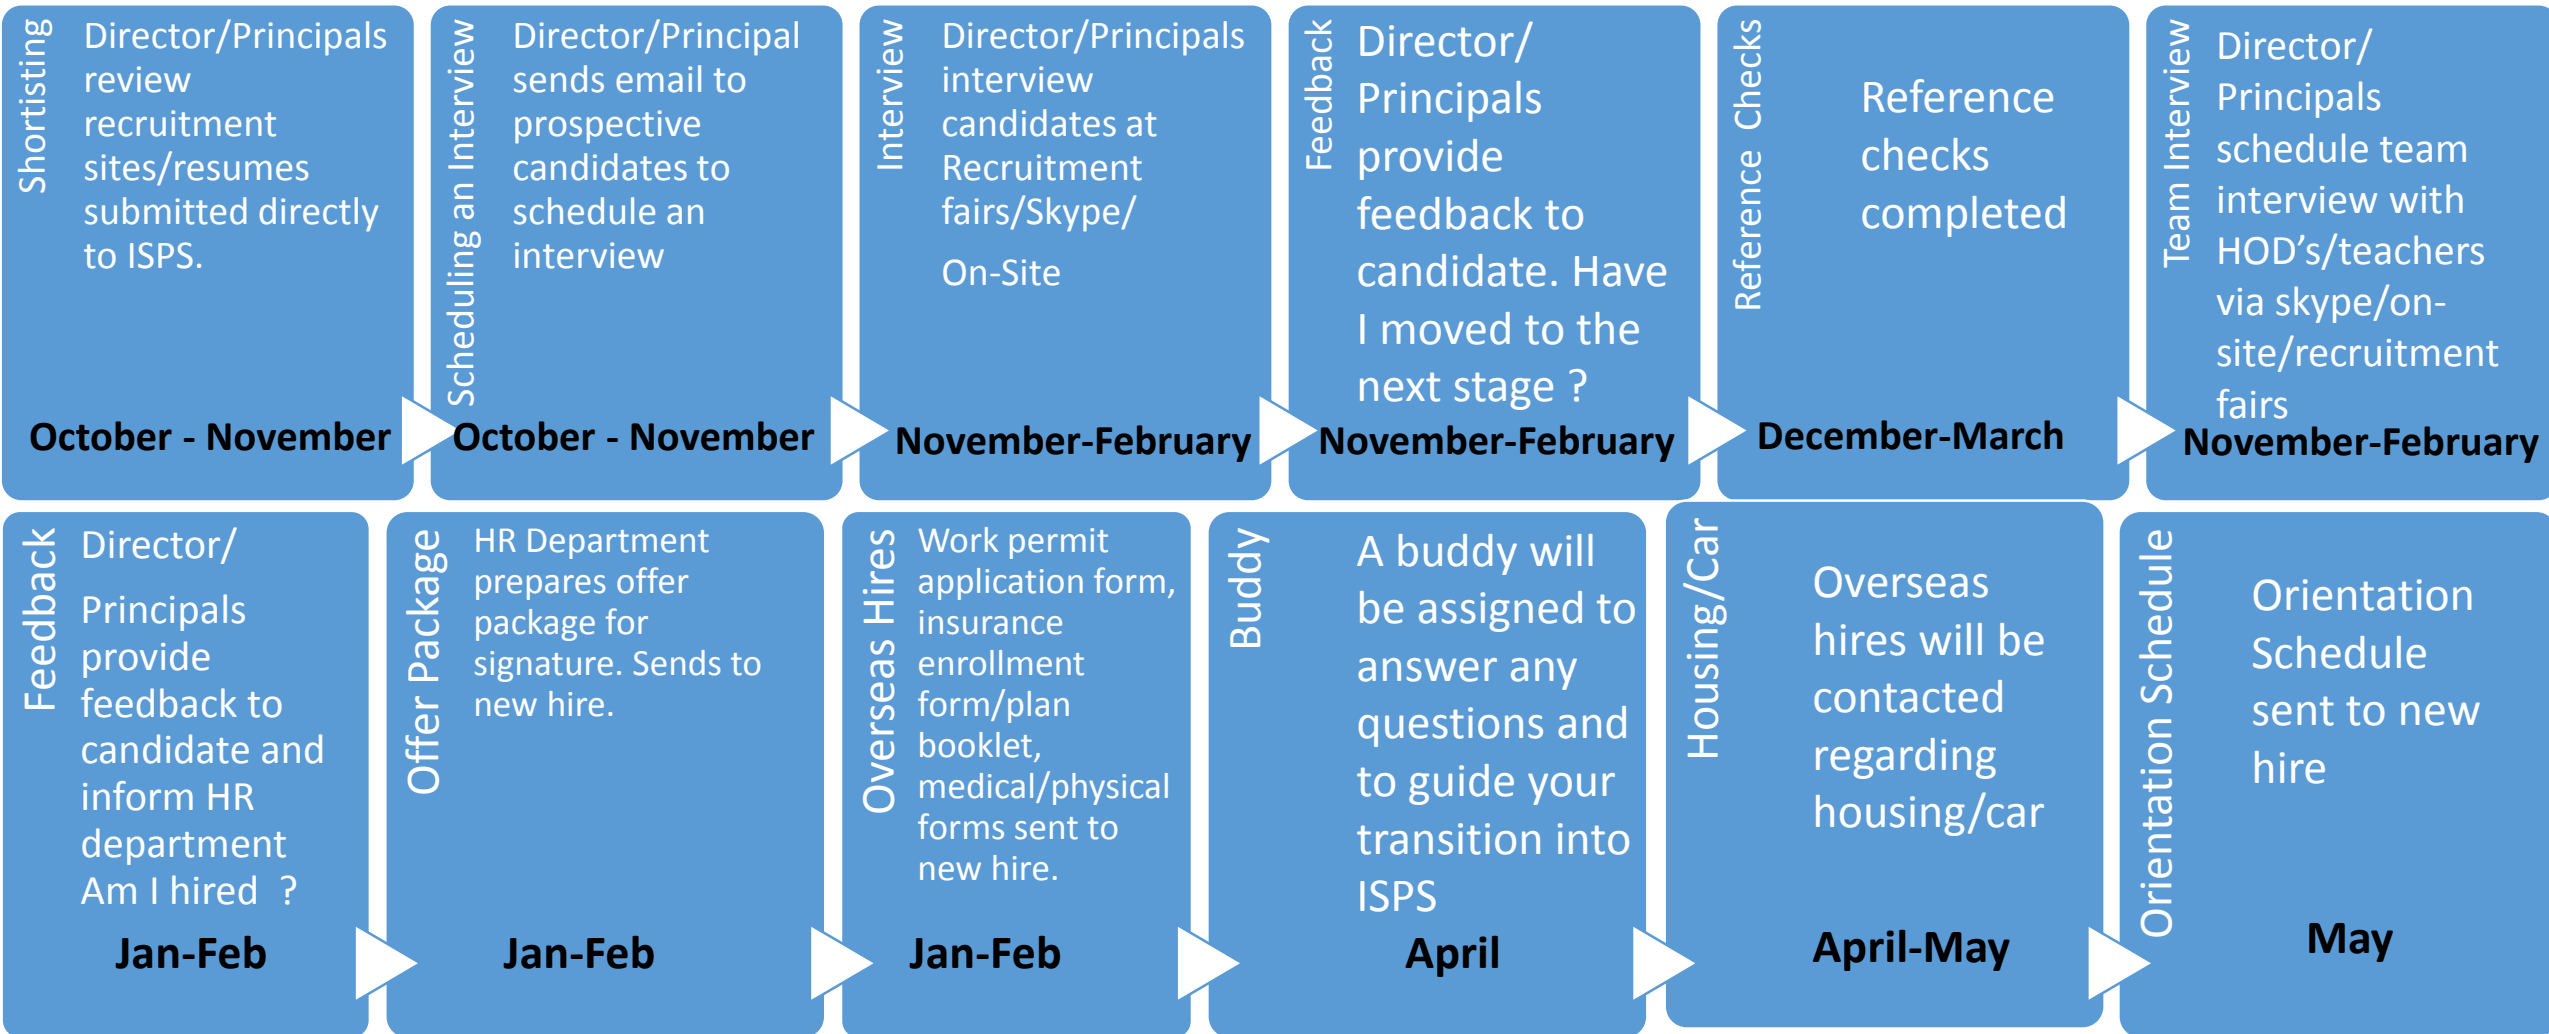 Shortisting
Director/Principals
review
recruitment
sites/resumes
submitted directly
to ISPS.
October - November
Scheduling an Interview
Director/Principal
sends email to
prospective
candidates to
schedule an
interview
October - November
Interview
Director/Principals
interview
candidates at
Recruitment
fairs/Skype/
On-Site
November-February
Feedback
Director/
Principals
provide
feedback to
candidate. Have
I moved to the
next stage ?
November-February
Reference Checks
Reference
checks
completed
December-March
Team Interview
Director/
Principals
schedule team
interview with
HOD's/teachers
via skype/on-
site/recruitment
fairs
November-February
Feedback
Director/
Principals
provide
feedback to
candidate and
inform HR
department
Am I hired ?
Jan-Feb
Offer Package
HR Department
prepares offer
package for
signature. Sends to
new hire.
Jan-Feb
Overseas Hires
Work permit
application form,
insurance
enrollment
form/plan
booklet,
medical/physical
forms sent to
new hire.
Jan-Feb
Buddy
A buddy will
be assigned to
answer any
questions and
to guide your
transition into
ISPS
April
Housing/Car
Overseas
hires will be
contacted
regarding
housing/car
April-May
Orientation Schedule
Orientation
Schedule
sent to new
hire
May